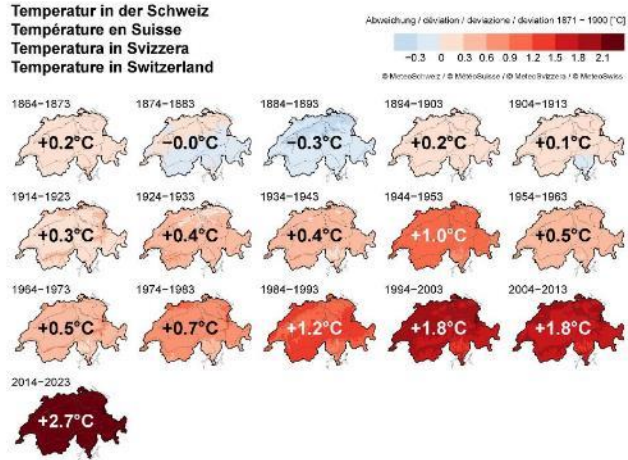 Temperatur in der Schweiz
Température en Suisse
Temperatura in Svizzera
Temperature in Switzerland
Abweichung / déviation / deviazione / deviation 1871 – 1900 [°C]
−0.3 0 0.3 0.6 0.9 1.2 1.5 1.8 2.1
© MeteoSchweiz / © MétéoSuisse / © MeteoSvizzera / © MeteoSwiss
1864−1873 1874−1883 1884−1893 1894−1903 1904−1913
+0.2°C −0.0°C −0.3°C +0.2°C +0.1°C
1914−1923 1924−1933 1934−1943 1944−1953 1954−1963
+0.3°C +0.4°C +0.4°C +1.0°C +0.5°C
1964−1973 1974−1983 1984−1993 1994−2003 2004−2013
+0.5°C +0.7°C +1.2°C +1.8°C +1.8°C
2014−2023
+2.7°C